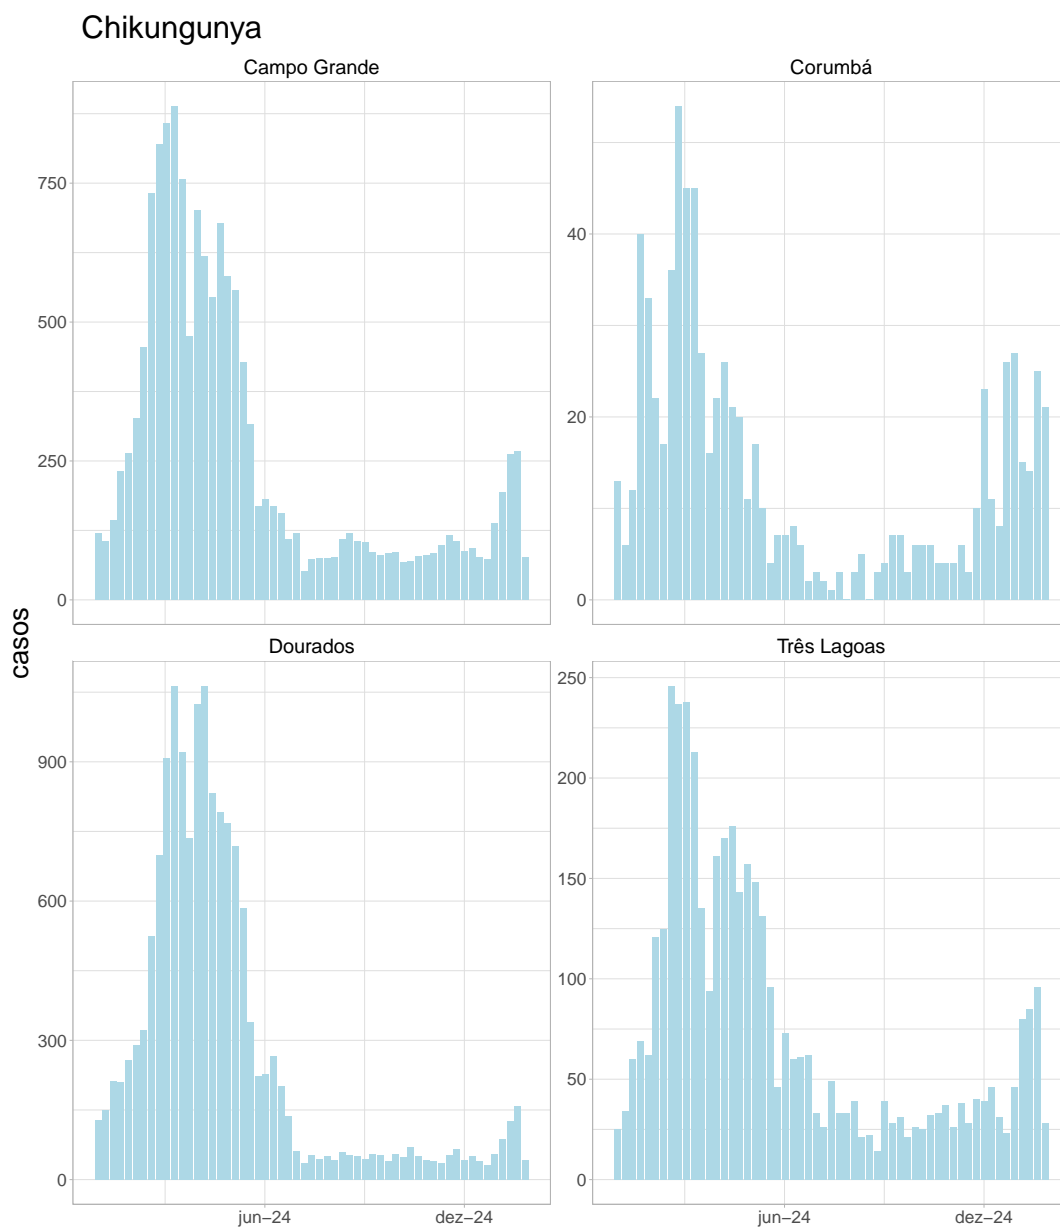 Chikungunya
Campo Grande
Corumbá
750
500
250
0
40
20
0
casos
Dourados
Três Lagoas
900
600
300
0
250
200
150
100
50
0
jun–24
dez–24
jun–24
dez–24